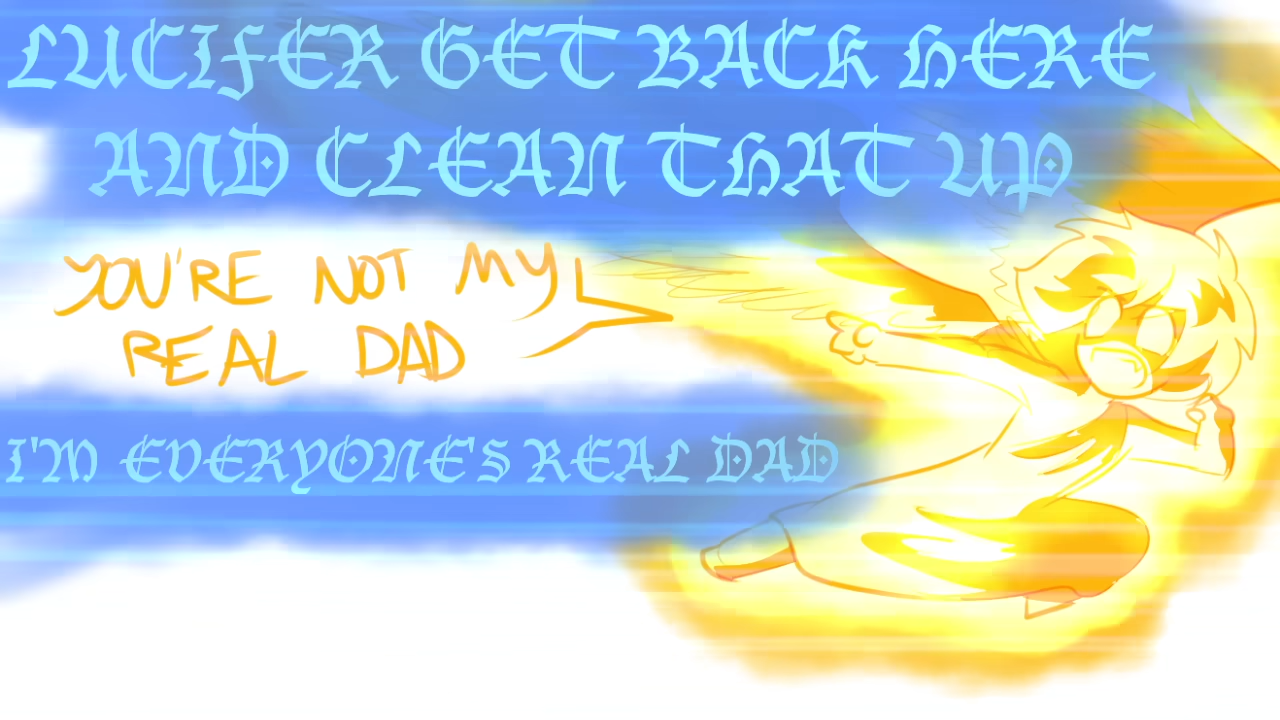 LUCIFER GET BACK HERE
AND CLEAN THAT UP
YOU'RE NOT MY
REAL DAD
I'M EVERYONE'S REAL DAD